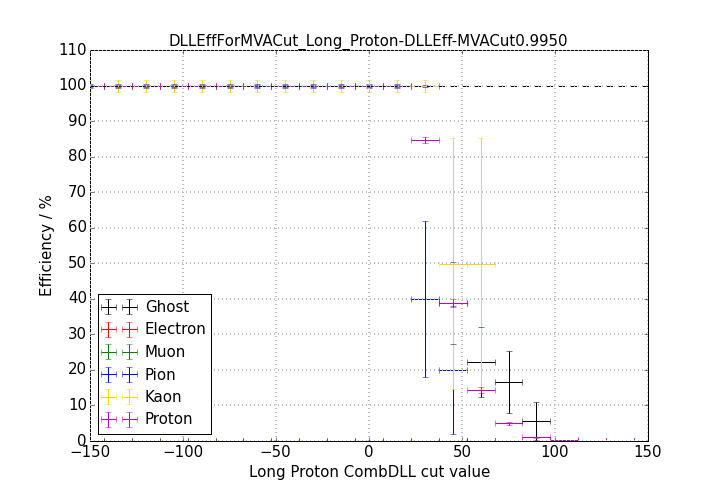 DLLEffForMVACut_Long_Proton-DLLEff-MVACut0.9950
110
100
90
80
70
60
50
40
30
20
10
0
Efficiency / %
Ghost
Electron
Muon
Pion
Kaon
Proton
−150 −100 −50 0 50 100 150
Long Proton CombDLL cut value